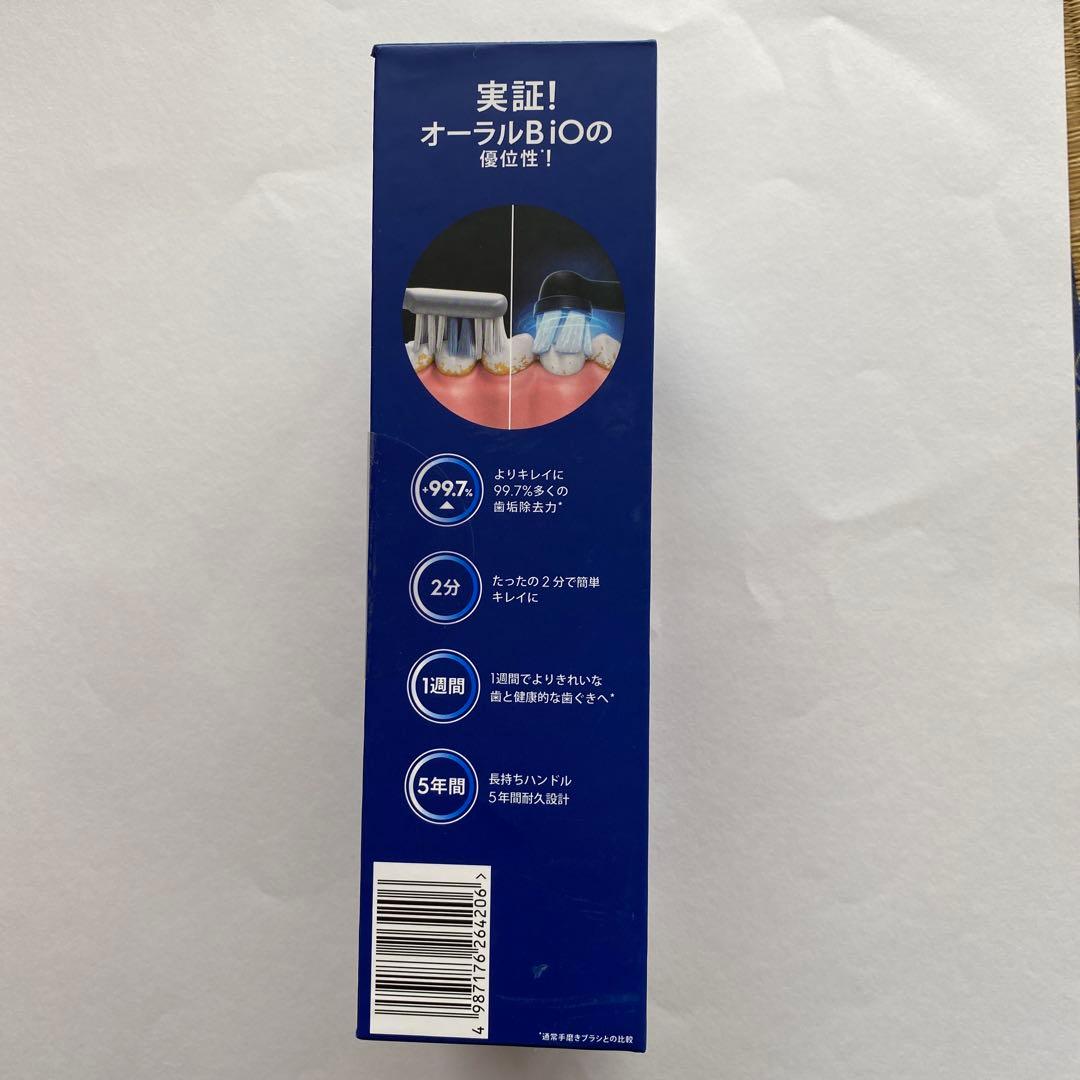 実証!
オーラルB iOの
優位性*!
+99.7%
よりキレイに
99.7%多くの
歯垢除去力*
2分
たったの2分で簡単
キレイに
1週間
1週間でよりきれいな
歯と健康的な歯ぐきへ*
5年間
長持ちハンドル
5年間耐久設計
4 987176 264206 >
*通常手磨きブラシとの比較